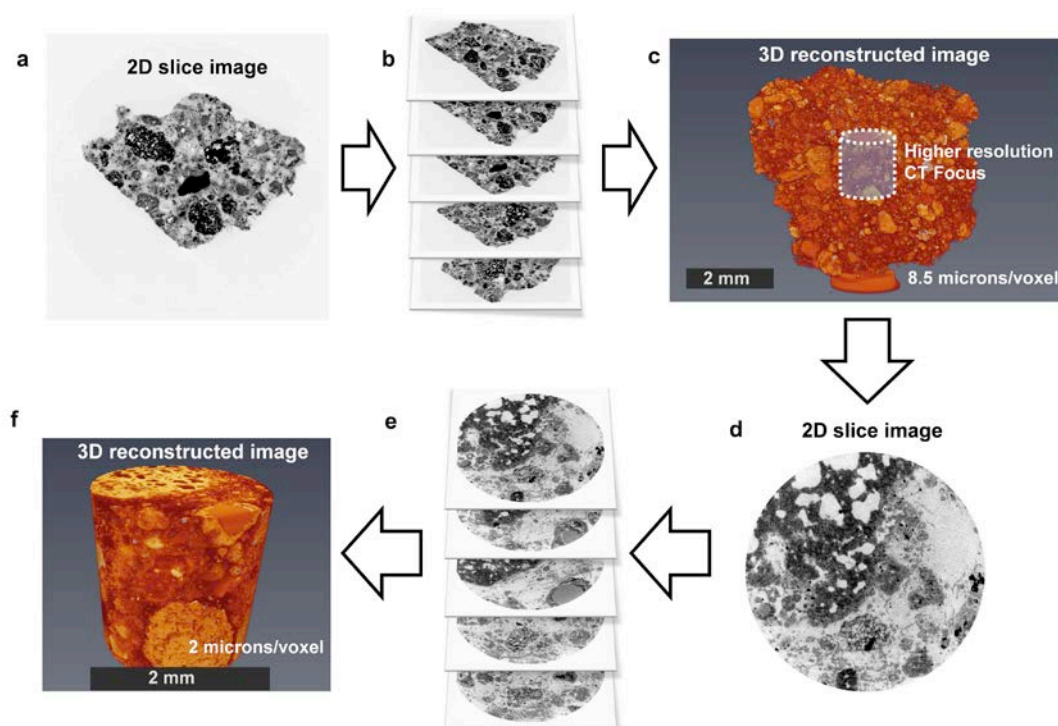 a
2D slice image
b
c
3D reconstructed image
Higher resolution
CT Focus
2 mm
8.5 microns/voxel
d
2D slice image
e
f
3D reconstructed image
2 microns/voxel
2 mm